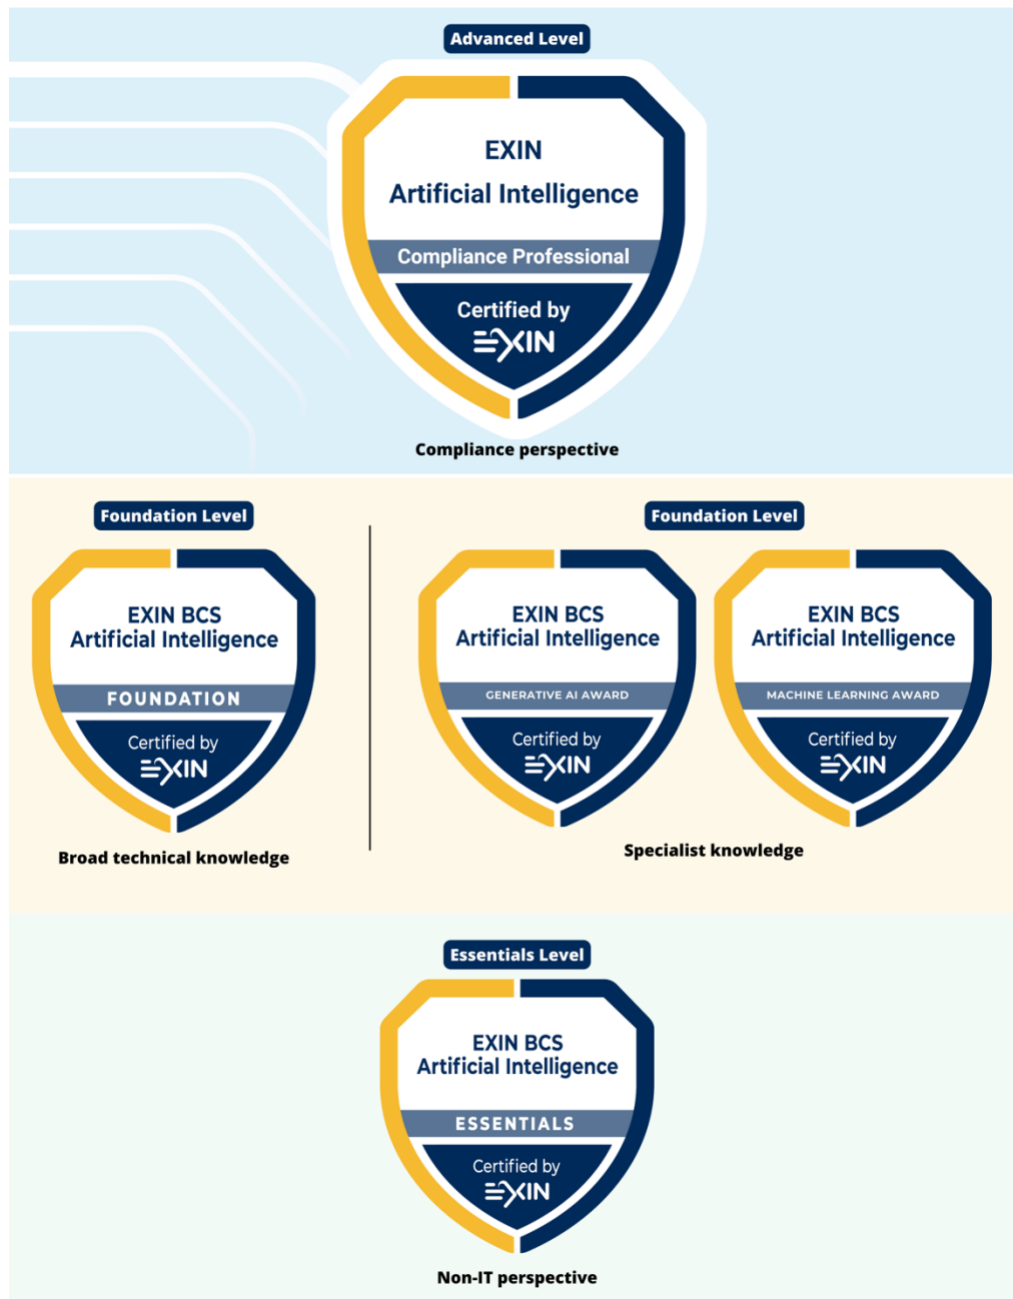 Advanced Level
EXIN
Artificial Intelligence
Compliance Professional
Certified by
EXIN
Compliance perspective
Foundation Level
EXIN BCS
Artificial Intelligence
FOUNDATION
Certified by
EXIN
Broad technical knowledge
Foundation Level
EXIN BCS
Artificial Intelligence
GENERATIVE AI AWARD
Certified by
EXIN
EXIN BCS
Artificial Intelligence
MACHINE LEARNING AWARD
Certified by
EXIN
Specialist knowledge
Essentials Level
EXIN BCS
Artificial Intelligence
ESSENTIALS
Certified by
EXIN
Non-IT perspective